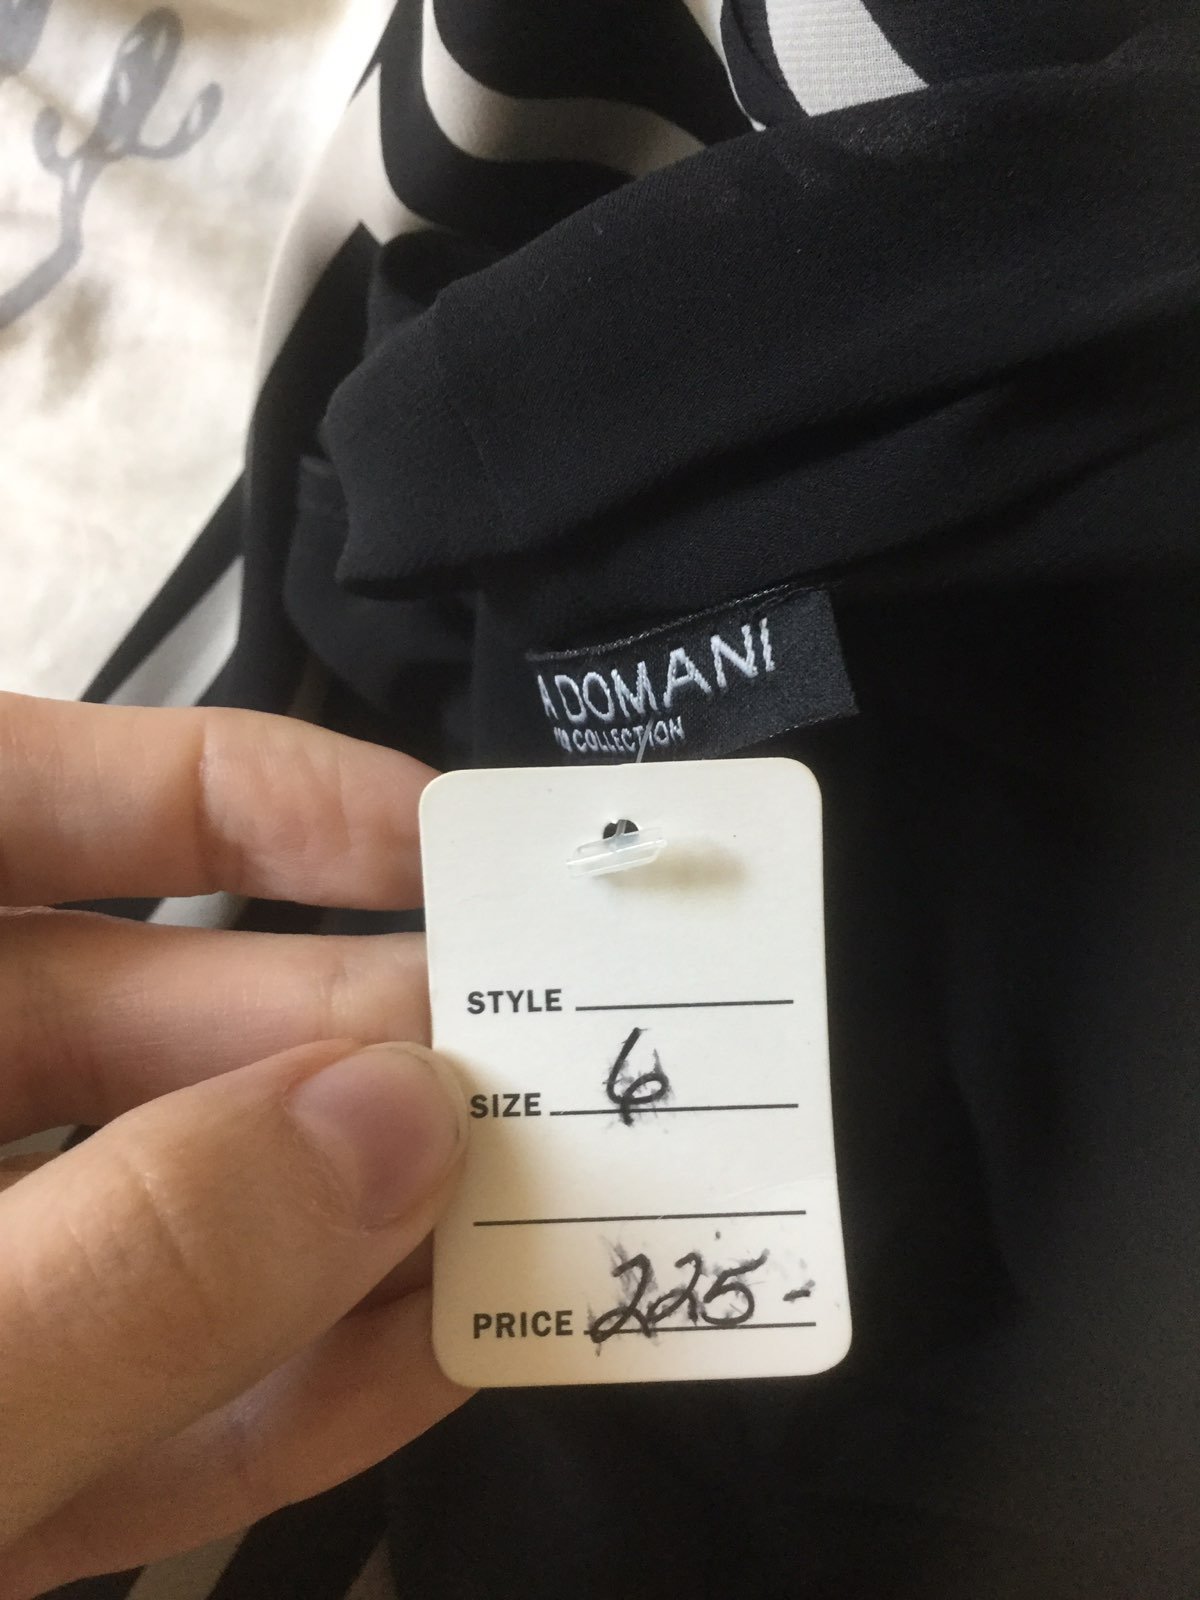 A DOMANI
COLLECTION
STYLE
SIZE 6
PRICE 225-